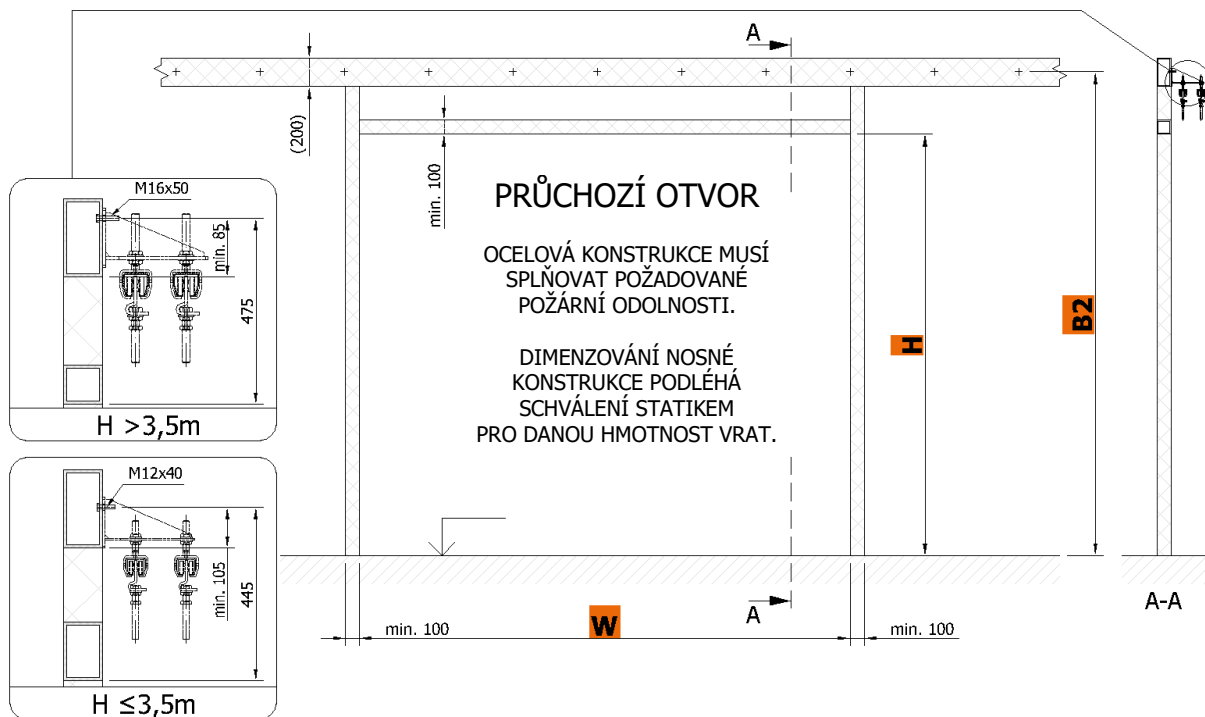 A
(200)
min. 100
B2
H
PRŮCHOZÍ OTVOR
OCELOVÁ KONSTRUKCE MUSÍ
SPLŇOVAT POŽADOVANÉ
POŽÁRNÍ ODOLNOSTI.
DIMENZOVÁNÍ NOSNÉ
KONSTRUKCE PODLÉHÁ
SCHVÁLENÍ STATIKEM
PRO DANOU HMOTNOST VRAT.
M16x50
min. 85
475
H >3,5m
M12x40
min. 105
445
H ≤3,5m
A
A-A
min. 100
W
min. 100